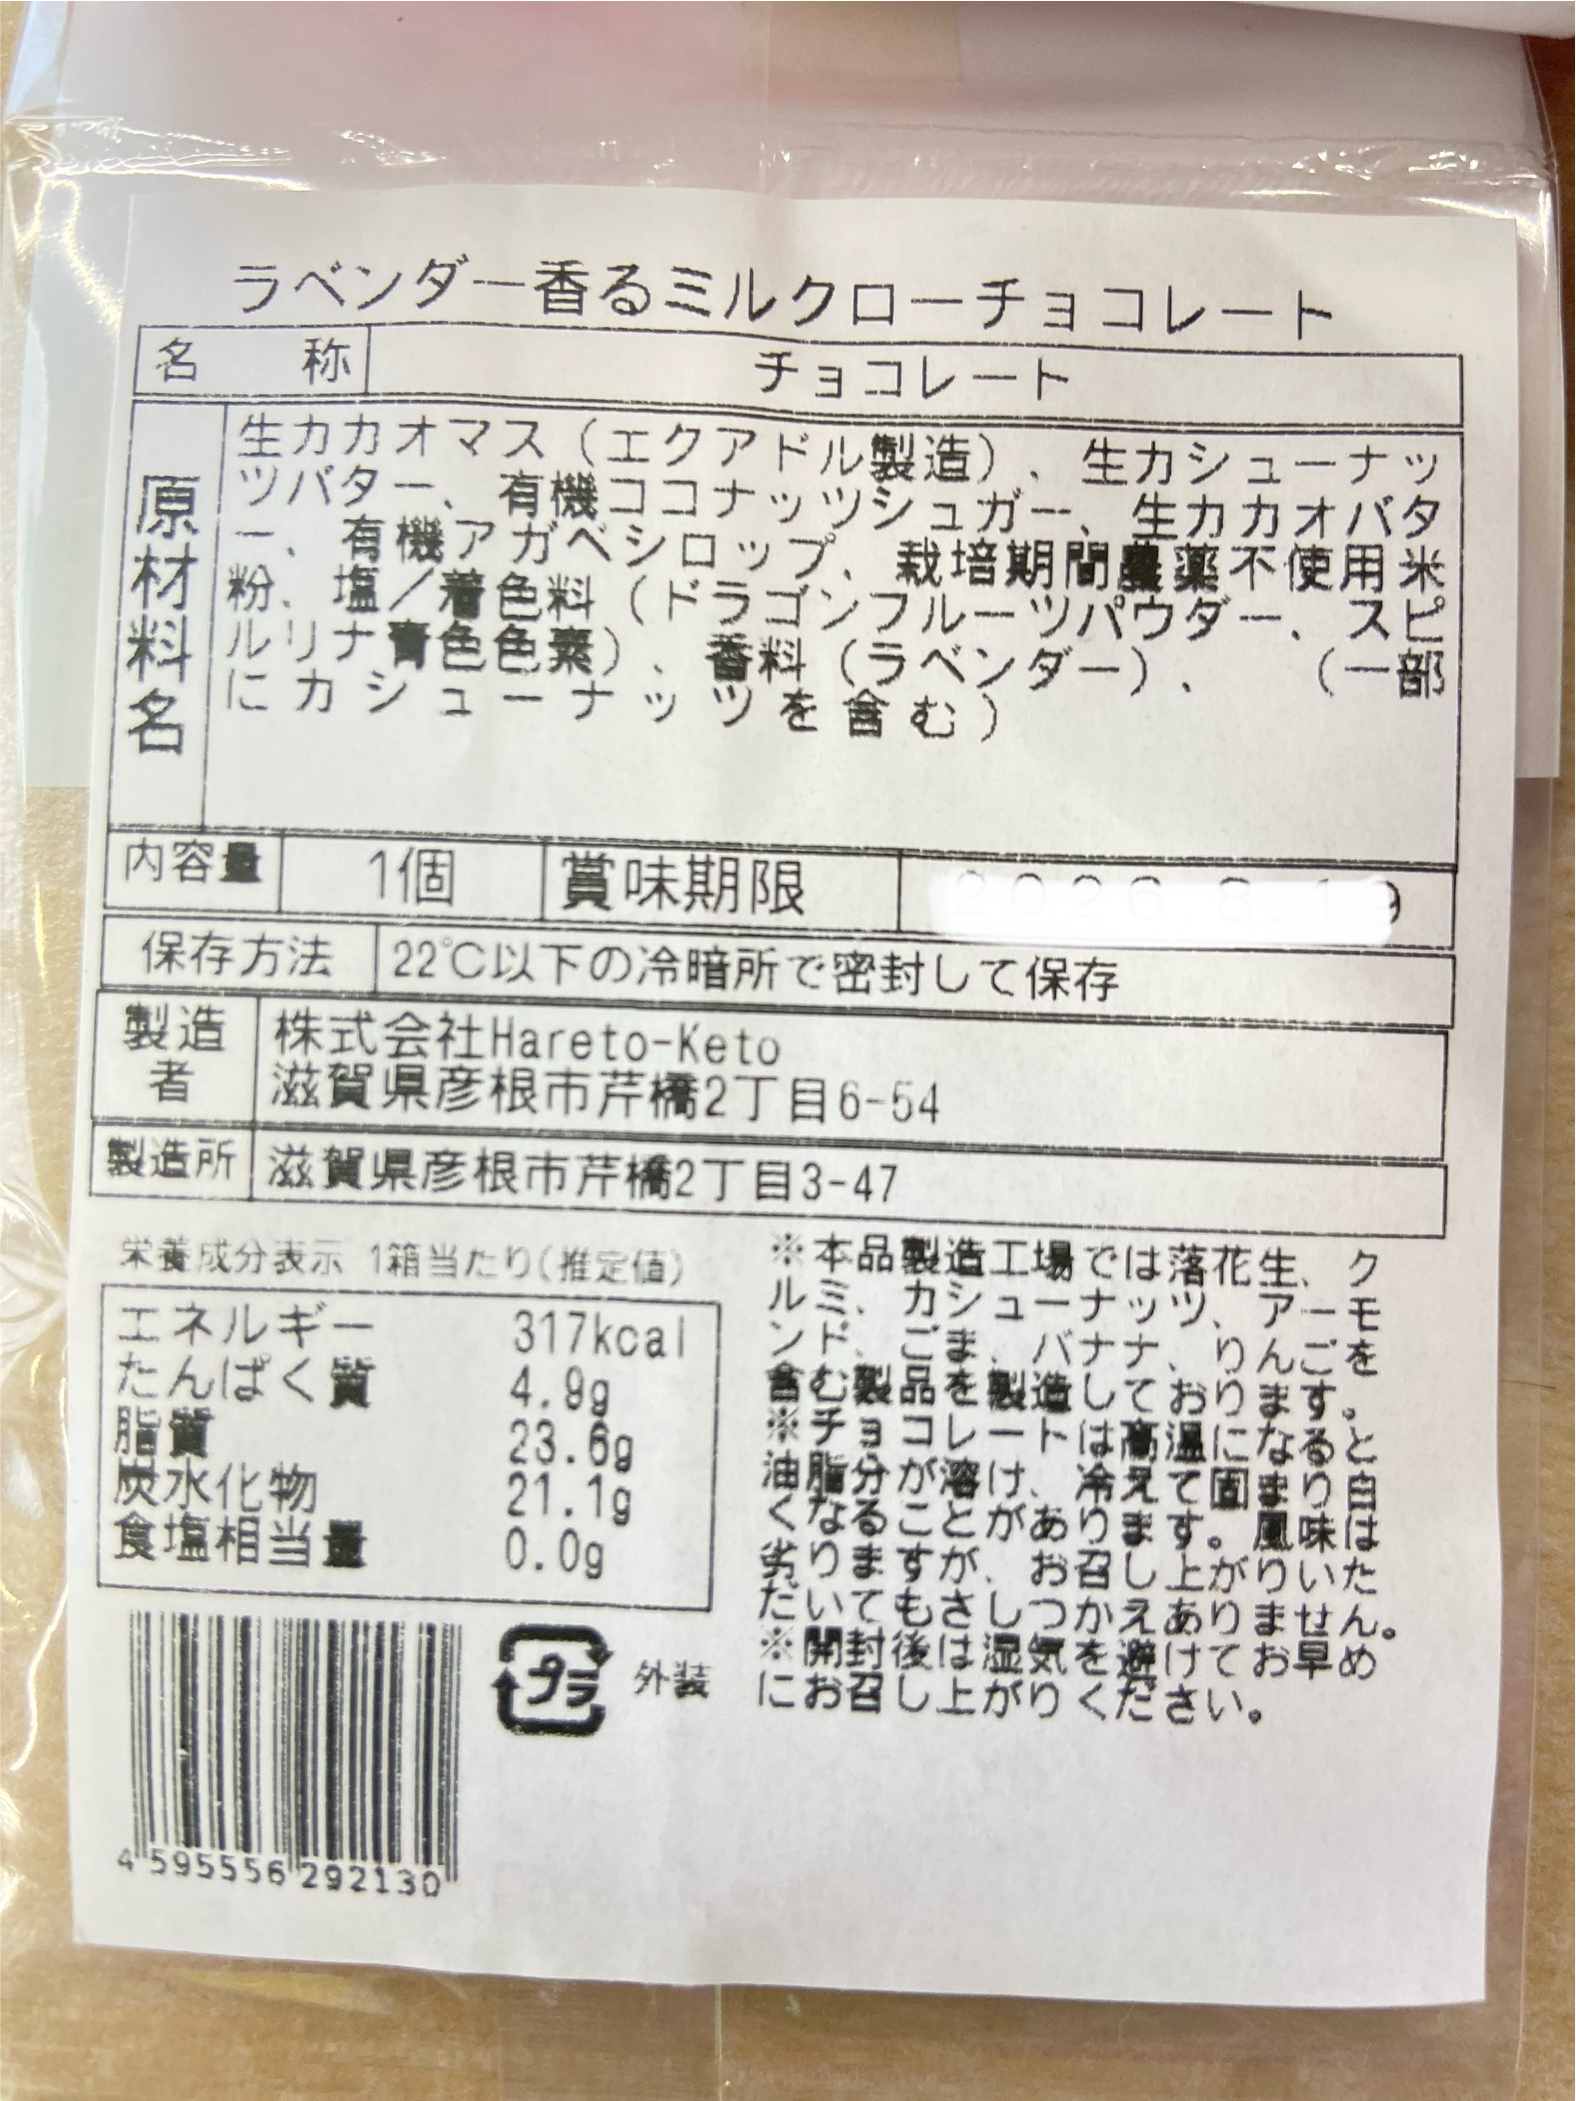 ラベンダー香るミルクローチョコレート
名　称
チョコレート
原材料名
生カカオマス（エクアドル製造）、生カシューナッ
ツバター、有機ココナッツシュガー、生カカオバタ
ー、有機アガベシロップ、栽培期間農薬不使用米
粉、塩／着色料（ドラゴンフルーツパウダー、スピ
ルリナ青色色素）、香料（ラベンダー）、　（一部
にカシューナッツを含む）
内容量
1個
賞味期限
保存方法
22℃以下の冷暗所で密封して保存
製造者
株式会社Hareto-Keto
滋賀県彦根市芹橋2丁目6-54
製造所
滋賀県彦根市芹橋2丁目3-47
栄養成分表示 1箱当たり(推定値)
エネルギー 317kcal
たんぱく質 4.9g
脂質 23.6g
炭水化物 21.1g
食塩相当量 0.0g
※本品製造工場では落花生、ク
ルミ、カシューナッツ、アーモ
ンド、ごま、バナナ、りんごを
含む製品を製造しております。
※チョコレートは高温になると
油脂分が溶け、冷えて固まり白
くなることがあります。風味は
劣りますが、お召し上がりいた
だいてもさしつかえありません。
※開封後は湿気を避けてお早め
にお召し上がりください。
プラ
外装
4 595556 292130